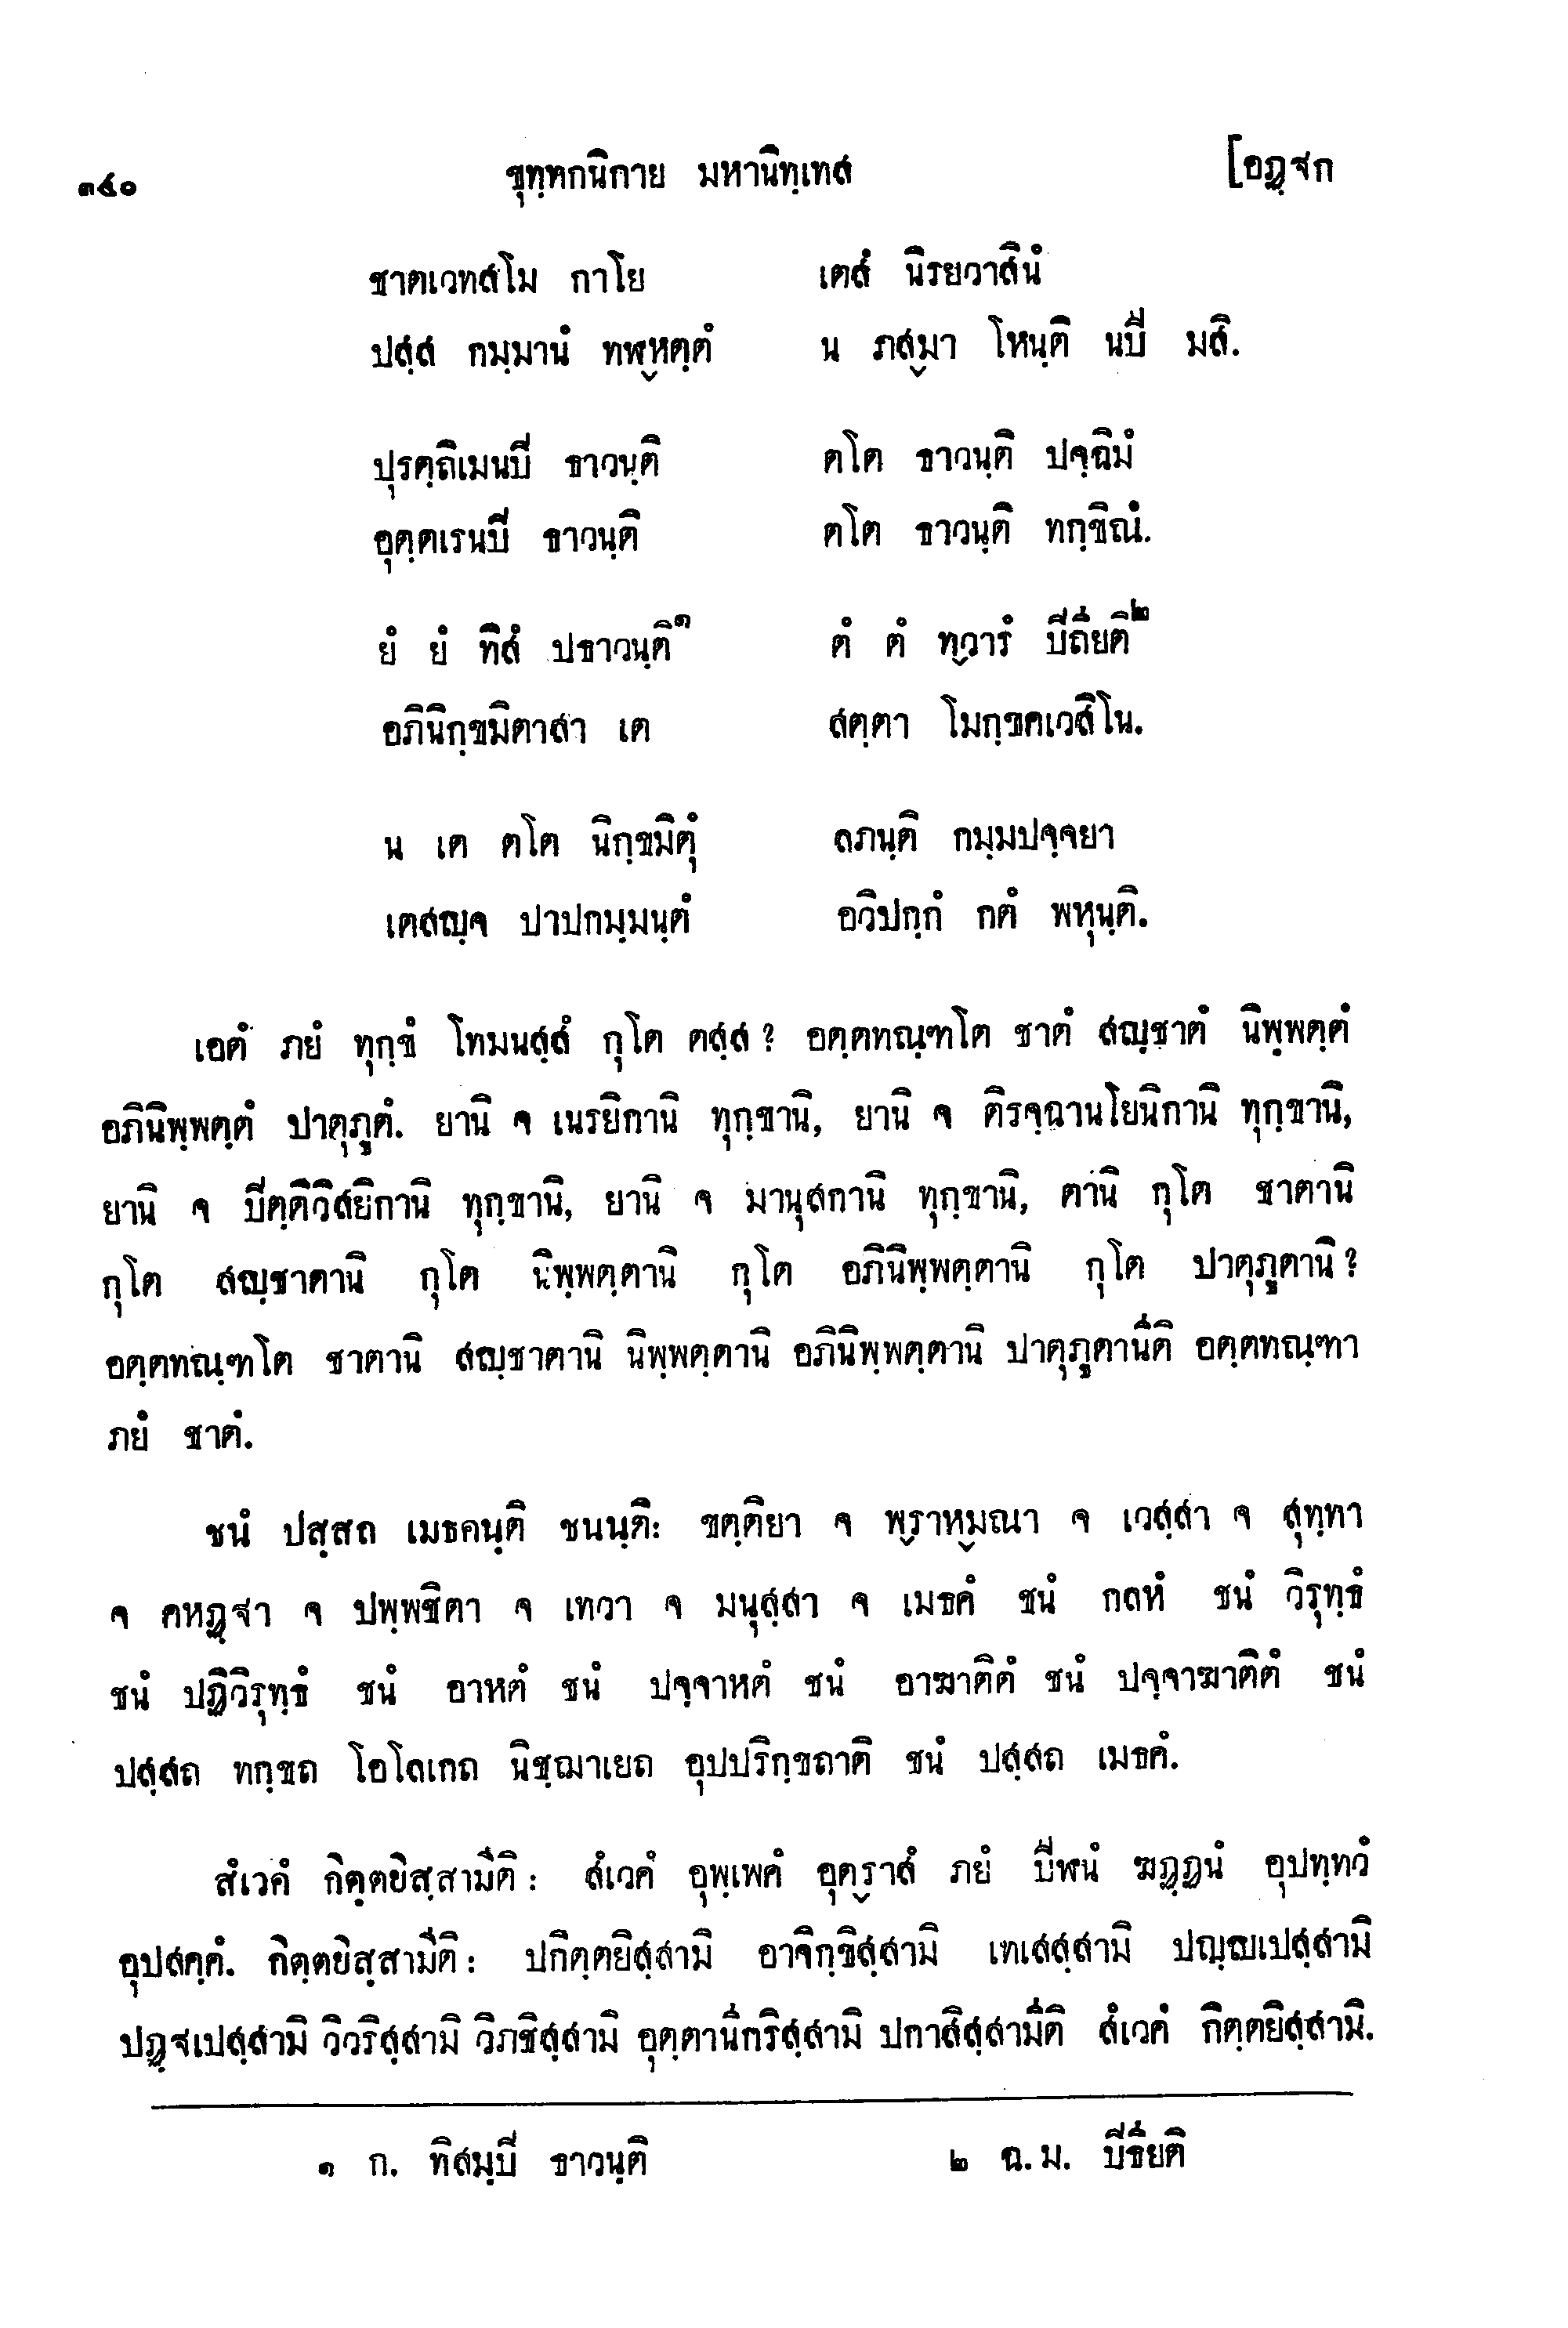 ๓๔๐ ขุทฺทกนิกาย มหานิทฺเทส [อฏฺฐก
ชาตเวทสโม กาโย เตสํ นิรยวาสินํ
ปสฺส กมฺมานํ ทฬฺหตฺตํ น ภสฺมา โหนฺติ นปี มสิ.
ปุรตฺถิเมนปี ธาวนฺติ ตโต ธาวนฺติ ปจฺฉิมํ
อุตฺตเรนปี ธาวนฺติ ตโต ธาวนฺติ ทกฺขิณํ.
ยํ ยํ ทิสํ ปธาวนฺติ๑ ตํ ตํ ทฺวารํ ปีถิยติ๒
อภินิกฺขมิตาสา เต สตฺตา โมกฺขคเวสิโน.
น เต ตโต นิกฺขมิตุํ ลภนฺติ กมฺมปจฺจยา
เตสญฺจ ปาปกมฺมนฺตํ อวิปกฺกํ กตํ พหุนฺติ.
เอตํ ภยํ ทุกฺขํ โทมนสฺสํ กุโต ตสฺส? อตฺตทณฺฑโต ชาตํ สญฺชาตํ นิพฺพตฺตํ
อภินิพฺพตฺตํ ปาตุภูตํ. ยานิ จ เนรยิกานิ ทุกฺขานิ, ยานิ จ ติรจฺฉานโยนิกานิ ทุกฺขานิ,
ยานิ จ ปีตฺติวิสยิกานิ ทุกฺขานิ, ยานิ จ มานุสกานิ ทุกฺขานิ, ตานิ กุโต ชาตานิ
กุโต สญฺชาตานิ กุโต นิพฺพตฺตานิ กุโต อภินิพฺพตฺตานิ กุโต ปาตุภูตานิ?
อตฺตทณฺฑโต ชาตานิ สญฺชาตานิ นิพฺพตฺตานิ อภินิพฺพตฺตานิ ปาตุภูตานีติ อตฺตทณฺฑา
ภยํ ชาตํ.
ชนํ ปสฺสถ เมธคนฺติ ชนนฺติ: ขตฺติยา จ พฺราหฺมณา จ เวสฺสา จ สุทฺทา
จ คหฏฺฐา จ ปพฺพชิตา จ เทวา จ มนุสฺสา จ เมธคํ ชนํ กลหํ ชนํ วิรุทฺธํ
ชนํ ปฏิวิรุทฺธํ ชนํ อาหตํ ชนํ ปจฺจาหตํ ชนํ อาฆาติตํ ชนํ ปจฺจาฆาติตํ ชนํ
ปสฺสถ ทกฺขถ โอโลเกถ นิชฺฌาเยถ อุปปริกฺขถาติ ชนํ ปสฺสถ เมธคํ.
สํเวคํ กิตฺตยิสฺสามีติ: สํเวคํ อุพฺเพคํ อุตฺราสํ ภยํ ปีฬนํ ฆฏฺฏนํ อุปทฺทวํ
อุปสคฺคํ. กิตฺตยิสฺสามีติ: ปกิตฺตยิสฺสามิ อาจิกฺขิสฺสามิ เทเสสฺสามิ ปญฺญเปสฺสามิ
ปฏฺฐเปสฺสามิ วิวริสฺสามิ วิภชิสฺสามิ อุตฺตานีกริสฺสามิ ปกาสิสฺสามีติ สํเวคํ กิตฺตยิสฺสามิ.
๑ ก. ทิสมฺปี ธาวนฺติ ๒ ฉ.ม. ปีธิยติ